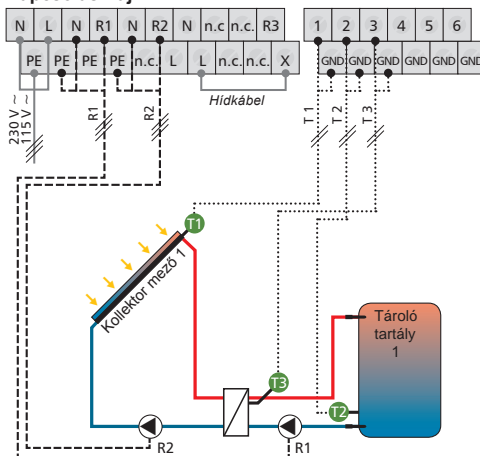 N L N R1 N R2 N n.c. n.c. R3
1 2 3 4 5 6
PE PE PE PE n.c. L L n.c. n.c. X
GND GND GND GND GND GND
Hídkábel
230 V ~
115 V ~
R1
R2
T 1
T 2
T 3
T1
Kollektor mező 1
Tároló
tartály
1
T3
T2
R2
R1